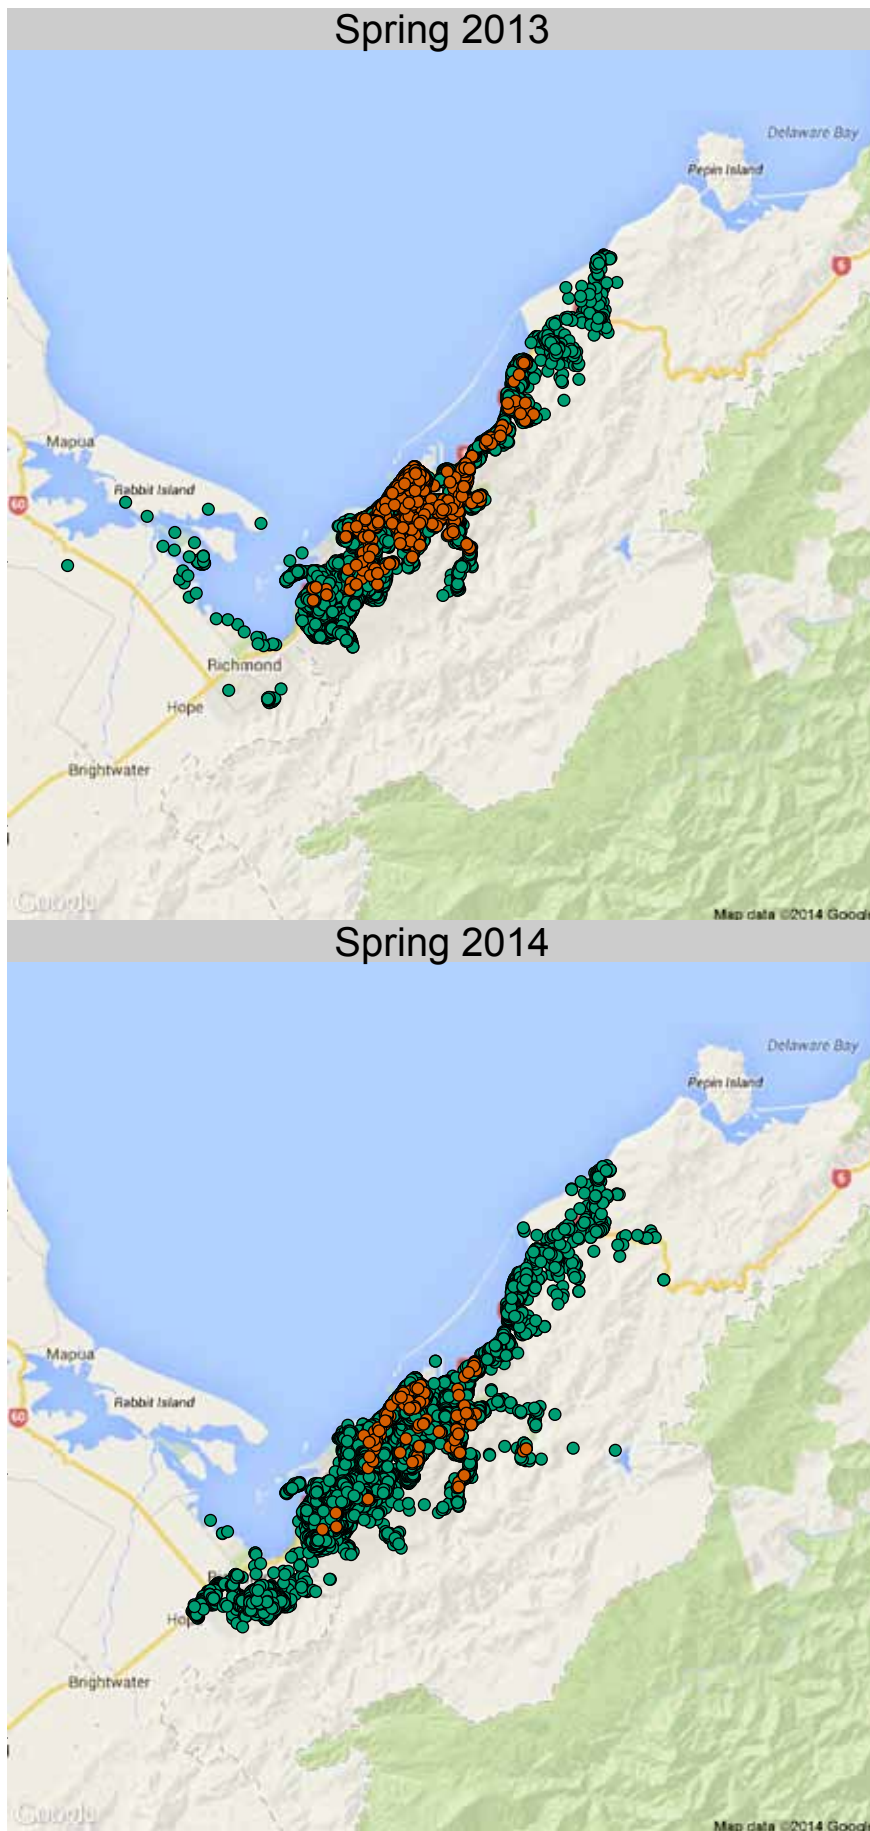 Spring 2013
Delaware Bay
Pepin Island
6
Mapua
Rabbit Island
60
Richmond
Hope
Brightwater
Google
Map data ©2014 Google
Spring 2014
Delaware Bay
Pepin Island
6
Mapua
Rabbit Island
60
Brightwater
Google
Map data ©2014 Google